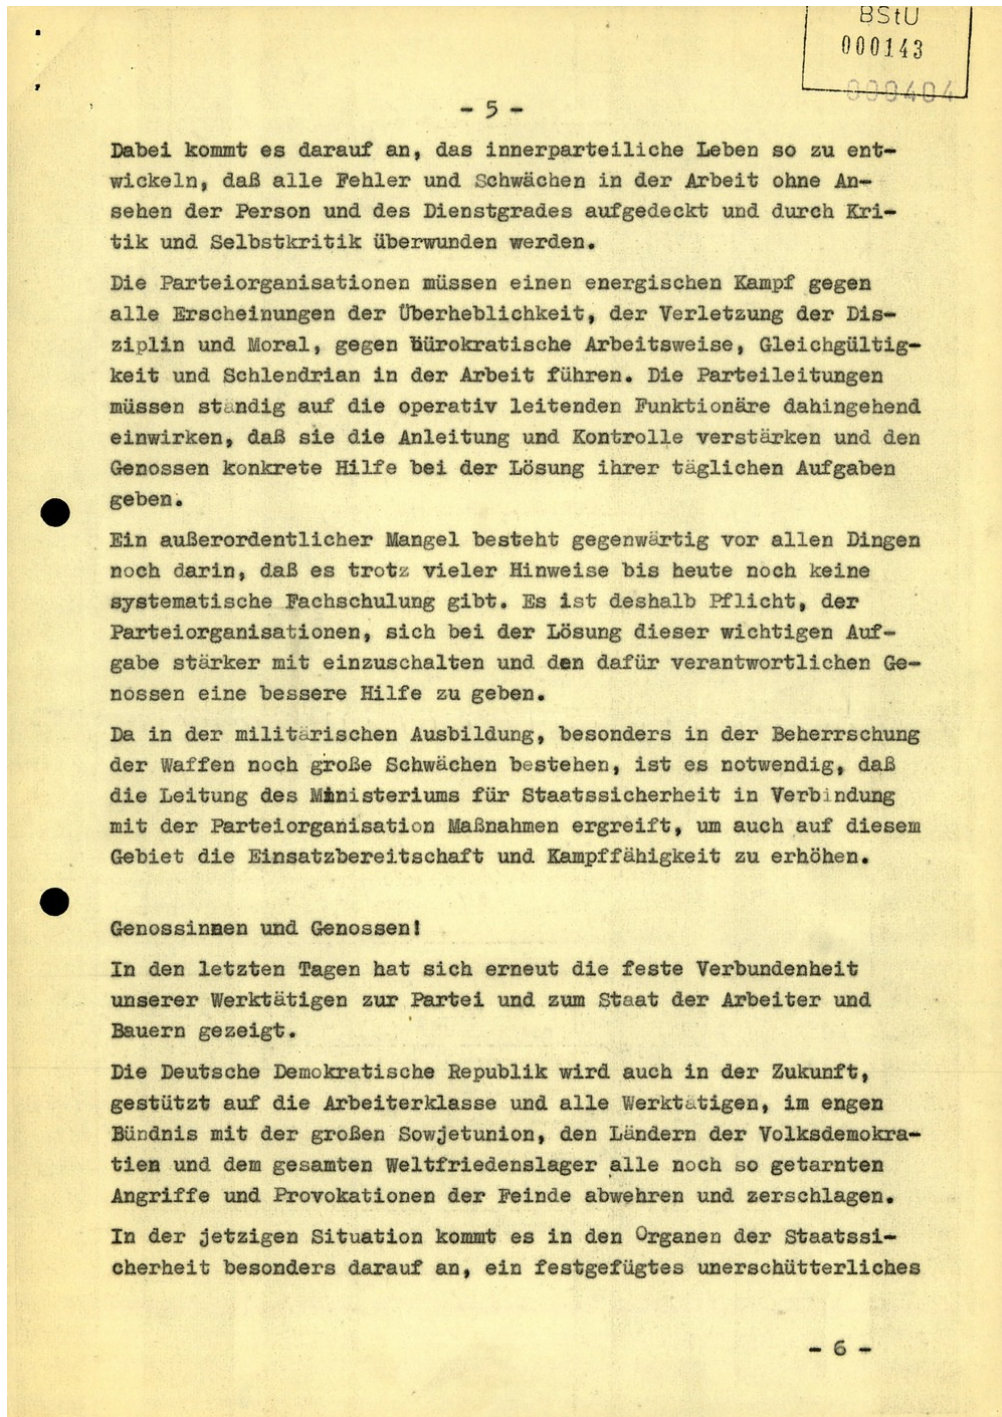 BStU
000143
000404
- 5 -
Dabei kommt es darauf an, das innerparteiliche Leben so zu ent-
wickeln, daß alle Fehler und Schwächen in der Arbeit ohne An-
sehen der Person und des Dienstgrades aufgedeckt und durch Kri-
tik und Selbstkritik überwunden werden.
Die Parteiorganisationen müssen einen energischen Kampf gegen
alle Erscheinungen der Überheblichkeit, der Verletzung der Dis-
ziplin und Moral, gegen bürokratische Arbeitsweise, Gleichgültig-
keit und Schlendrian in der Arbeit führen. Die Parteileitungen
müssen ständig auf die operativ leitenden Funktionäre dahingehend
einwirken, daß sie die Anleitung und Kontrolle verstärken und den
Genossen konkrete Hilfe bei der Lösung ihrer täglichen Aufgaben
geben.
Ein außerordentlicher Mangel besteht gegenwärtig vor allen Dingen
noch darin, daß es trotz vieler Hinweise bis heute noch keine
systematische Fachschulung gibt. Es ist deshalb Pflicht, der
Parteiorganisationen, sich bei der Lösung dieser wichtigen Auf-
gabe stärker mit einzuschalten und den dafür verantwortlichen Ge-
nossen eine bessere Hilfe zu geben.
Da in der militärischen Ausbildung, besonders in der Beherrschung
der Waffen noch große Schwächen bestehen, ist es notwendig, daß
die Leitung des Ministeriums für Staatssicherheit in Verbindung
mit der Parteiorganisation Maßnahmen ergreift, um auch auf diesem
Gebiet die Einsatzbereitschaft und Kampffähigkeit zu erhöhen.
Genossinnen und Genossen!
In den letzten Tagen hat sich erneut die feste Verbundenheit
unserer Werktätigen zur Partei und zum Staat der Arbeiter und
Bauern gezeigt.
Die Deutsche Demokratische Republik wird auch in der Zukunft,
gestützt auf die Arbeiterklasse und alle Werktätigen, im engen
Bündnis mit der großen Sowjetunion, den Ländern der Volksdemokra-
tien und dem gesamten Weltfriedenslager alle noch so getarnten
Angriffe und Provokationen der Feinde abwehren und zerschlagen.
In der jetzigen Situation kommt es in den Organen der Staatssi-
cherheit besonders darauf an, ein festgefügtes unerschütterliches
- 6 -